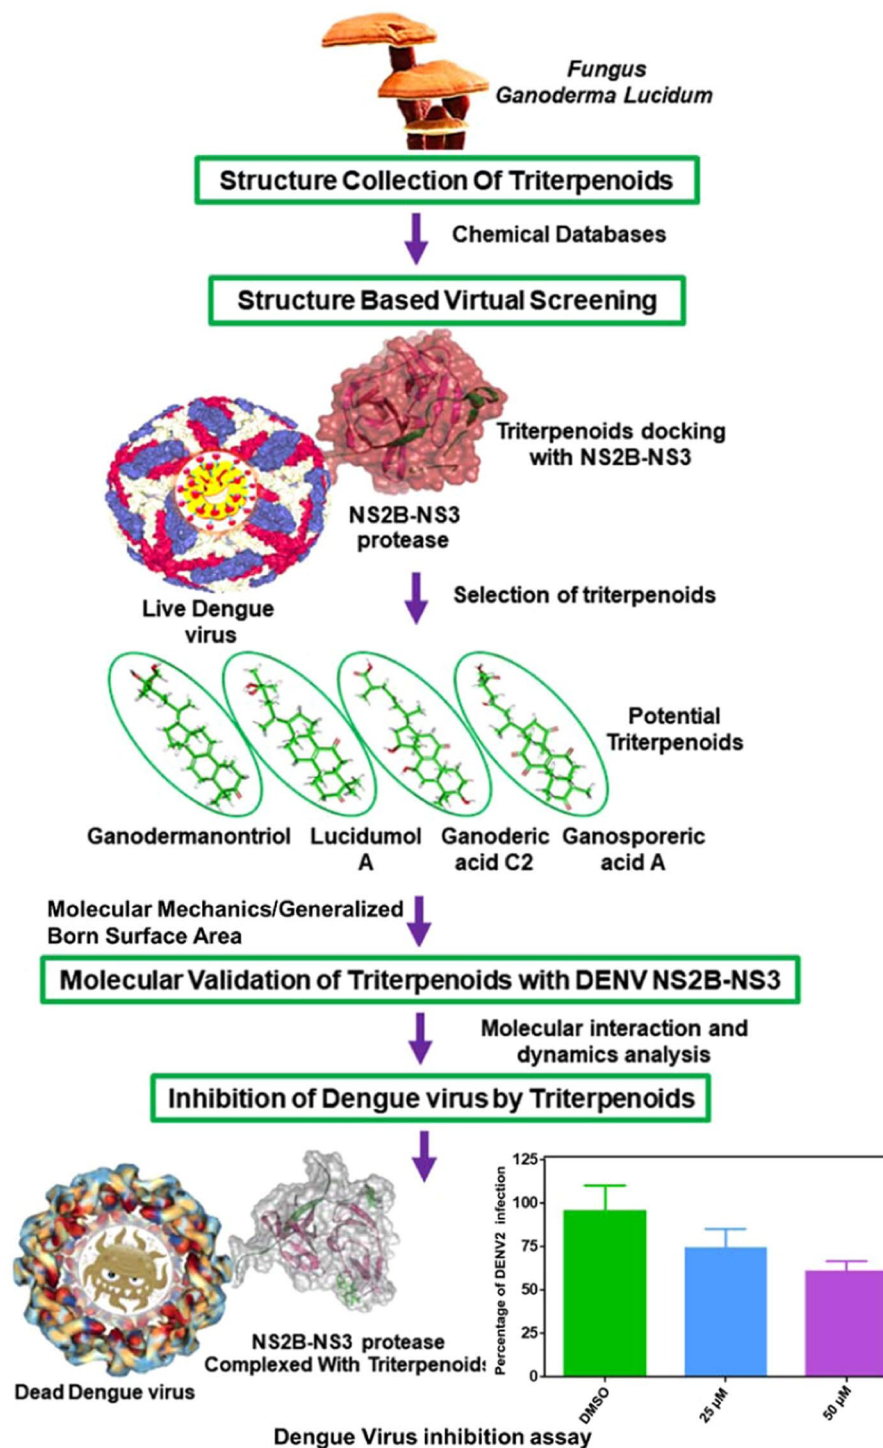 Fungus
Ganoderma Lucidum
Structure Collection Of Triterpenoids
Chemical Databases
Structure Based Virtual Screening
Triterpenoids docking
with NS2B-NS3
NS2B-NS3
protease
Live Dengue
virus
Selection of triterpenoids
Potential
Triterpenoids
Ganodermanontriol
Lucidumol
A
Ganoderic
acid C2
Ganosporeric
acid A
Molecular Mechanics/Generalized
Born Surface Area
Molecular Validation of Triterpenoids with DENV NS2B-NS3
Molecular interaction and
dynamics analysis
Inhibition of Dengue virus by Triterpenoids
Dead Dengue virus
NS2B-NS3 protease
Complexed With Triterpenoids
Percentage of DENV2 infection
125
100
75
50
25
0
DMSO
25 µM
50 µM
Dengue Virus inhibition assay